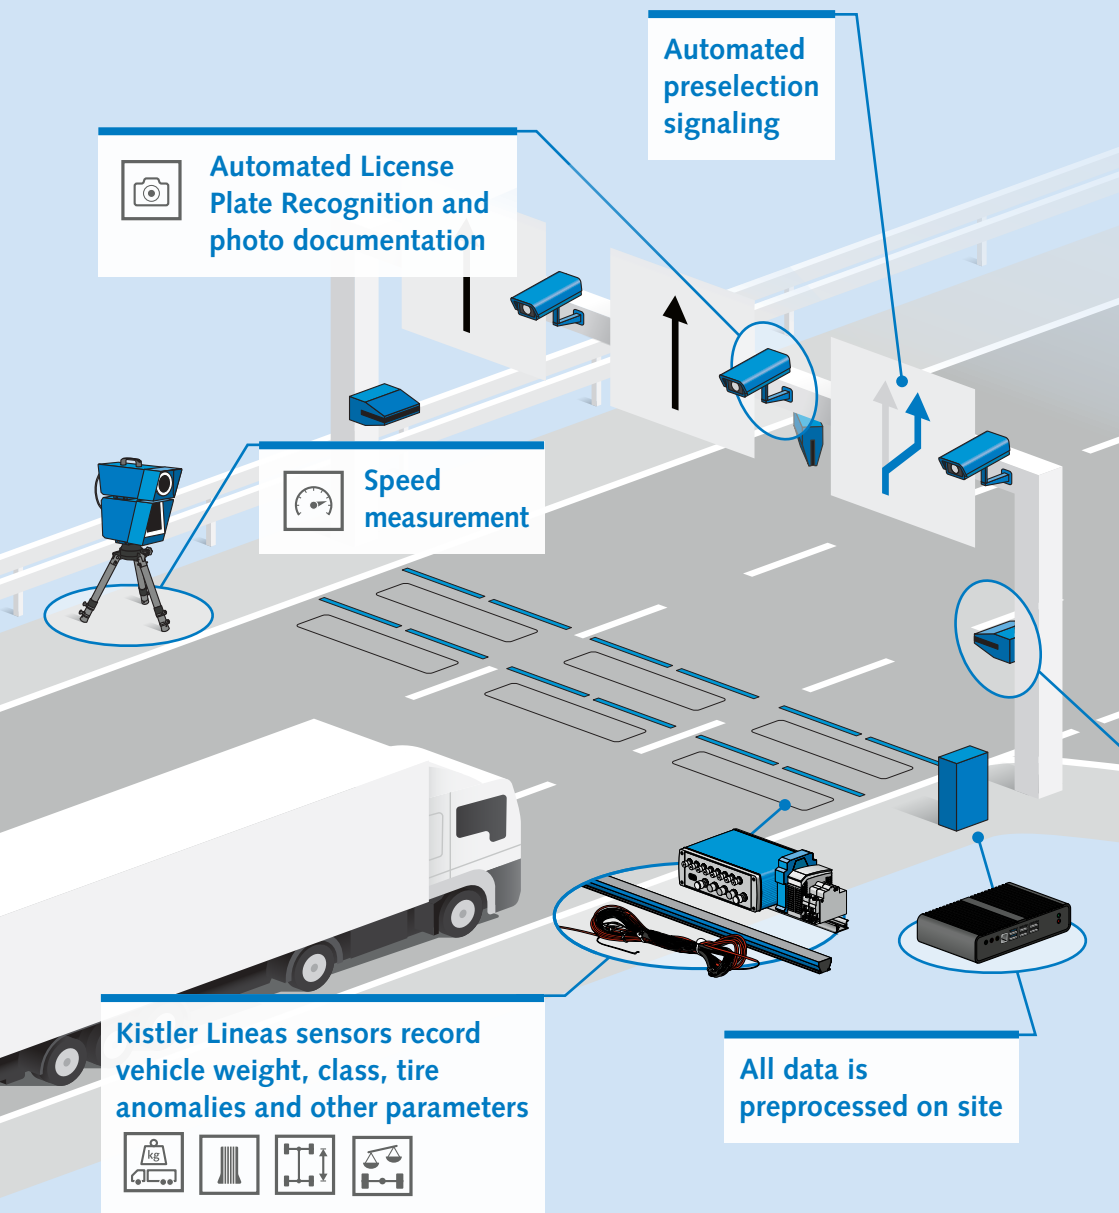 Automated
preselection
signaling
Automated License
Plate Recognition and
photo documentation
Speed
measurement
Kistler Lineas sensors record
vehicle weight, class, tire
anomalies and other parameters
kg
All data is
preprocessed on site